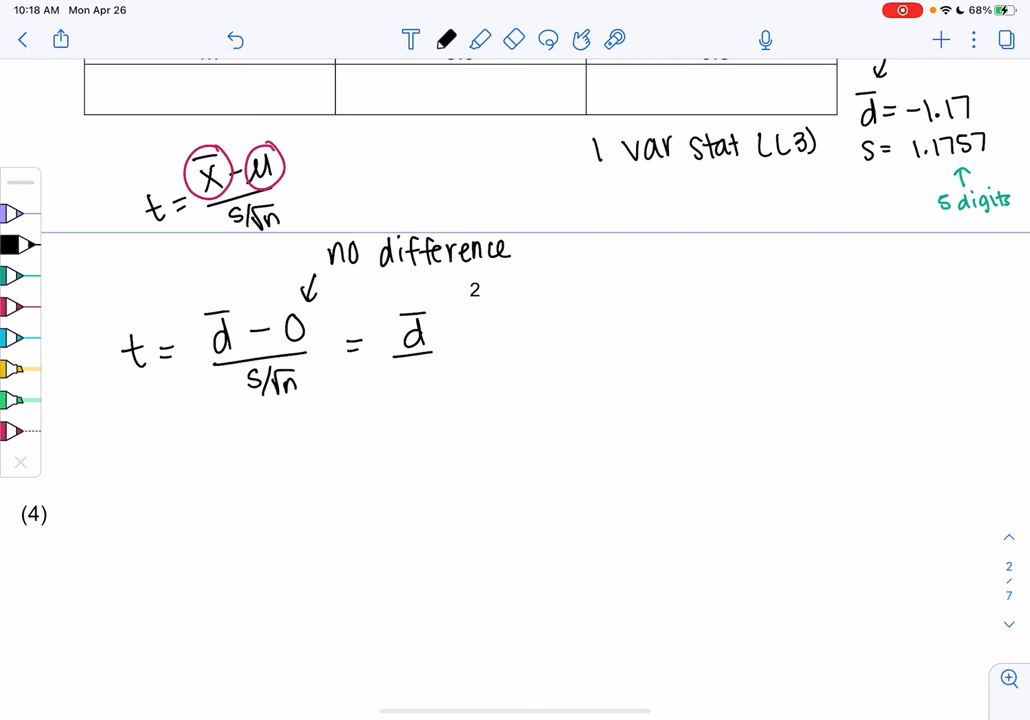 10:18 AM Mon Apr 26
68%
T
d̅ = -1.17
1 var stat (L3)
s = 1.1757
5 digits
t = x̅ - μ / s/√n
no difference
2
t = d̅ - 0 / s/√n = d̅
(4)
2
/
7